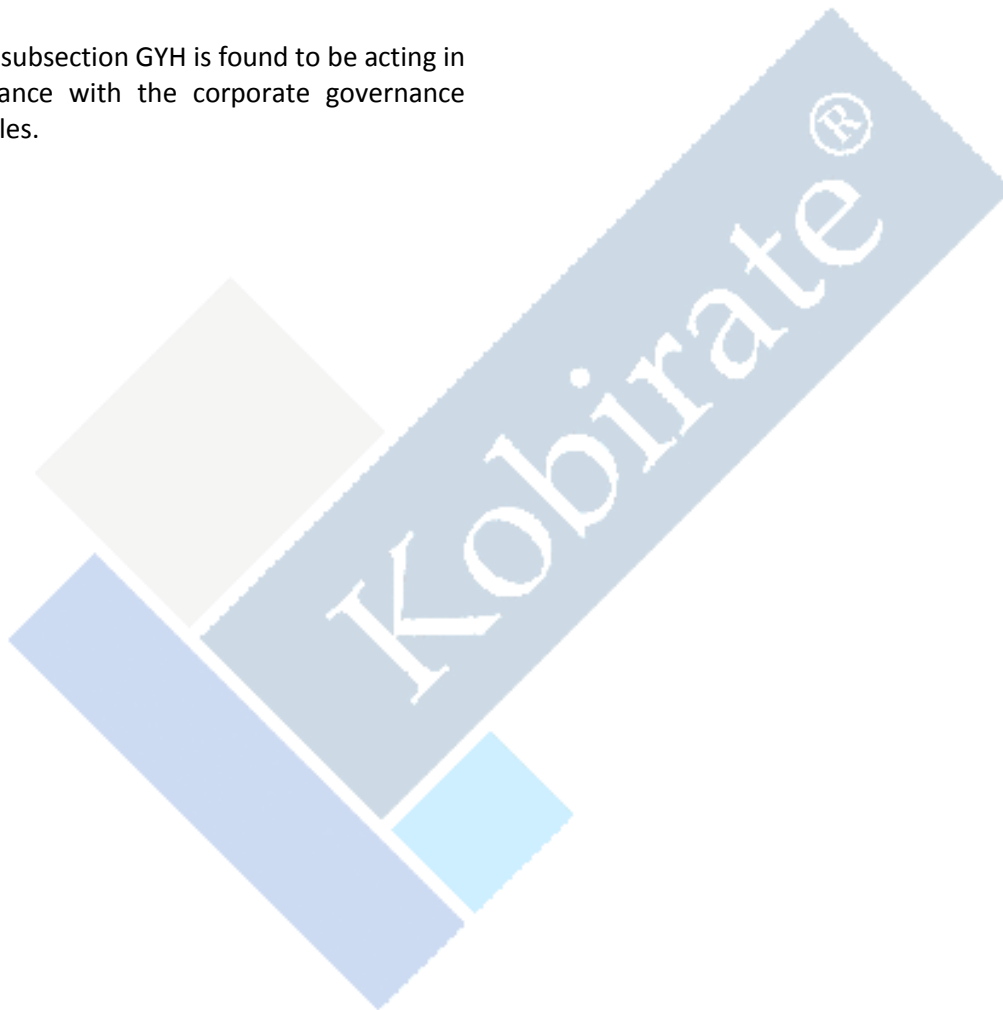 subsection GYH is found to be acting in
ance with the corporate governance
les.
Kobirate®